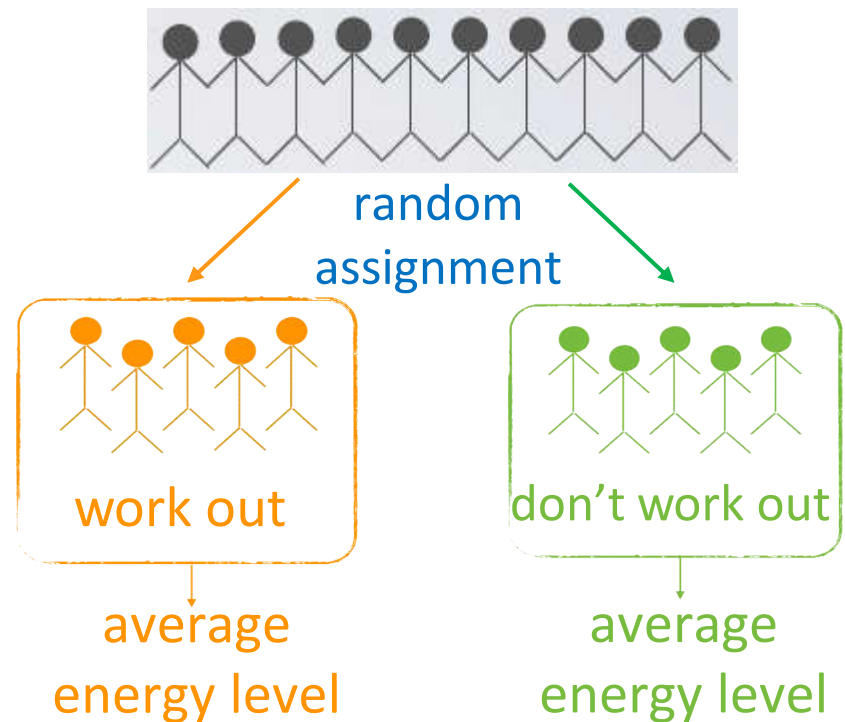 random
assignment
work out
don’t work out
average
energy level
average
energy level